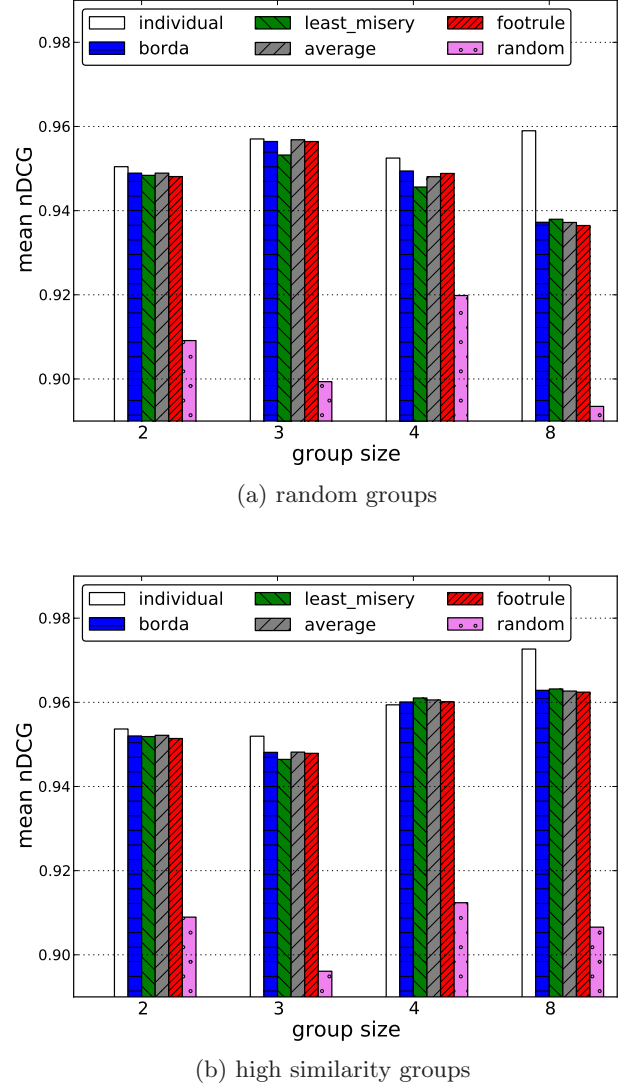 0.98
0.96
0.94
0.92
0.90
mean nDCG
individual least_misery footrule
borda average random
2 3 4 8
group size
(a) random groups
0.98
0.96
0.94
0.92
0.90
mean nDCG
individual least_misery footrule
borda average random
2 3 4 8
group size
(b) high similarity groups